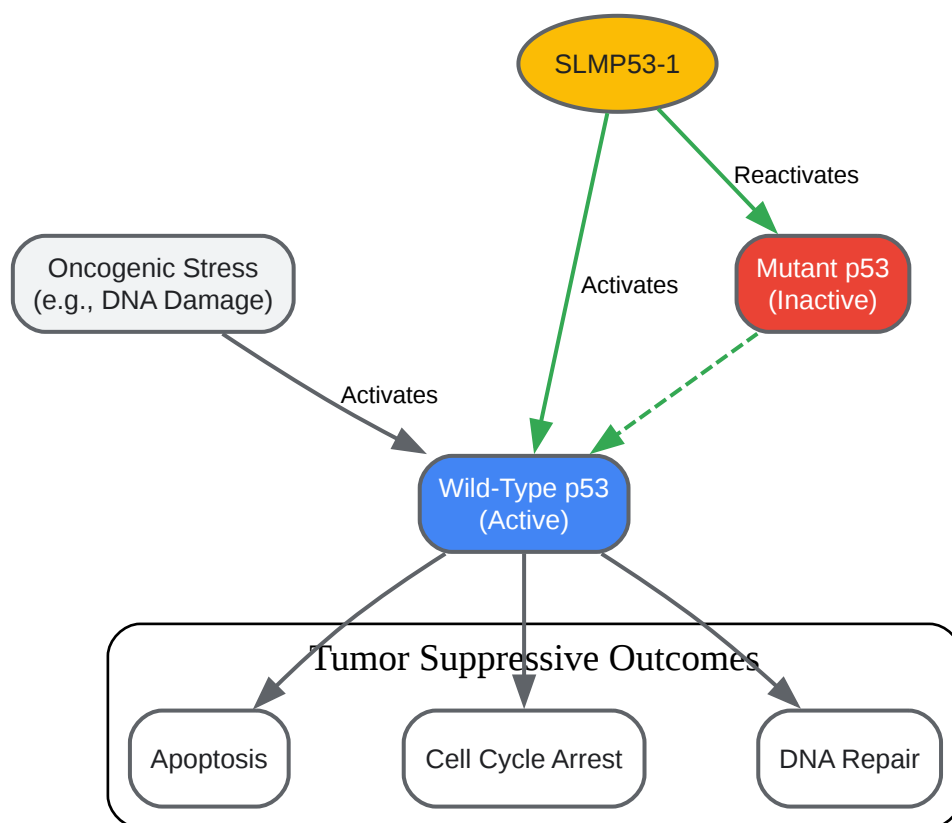 SLMP53-1
Reactivates
Oncogenic Stress
(e.g., DNA Damage)
Activates
Mutant p53
(Inactive)
Activates
Wild-Type p53
(Active)
Tumor Suppressive Outcomes
Apoptosis
Cell Cycle Arrest
DNA Repair